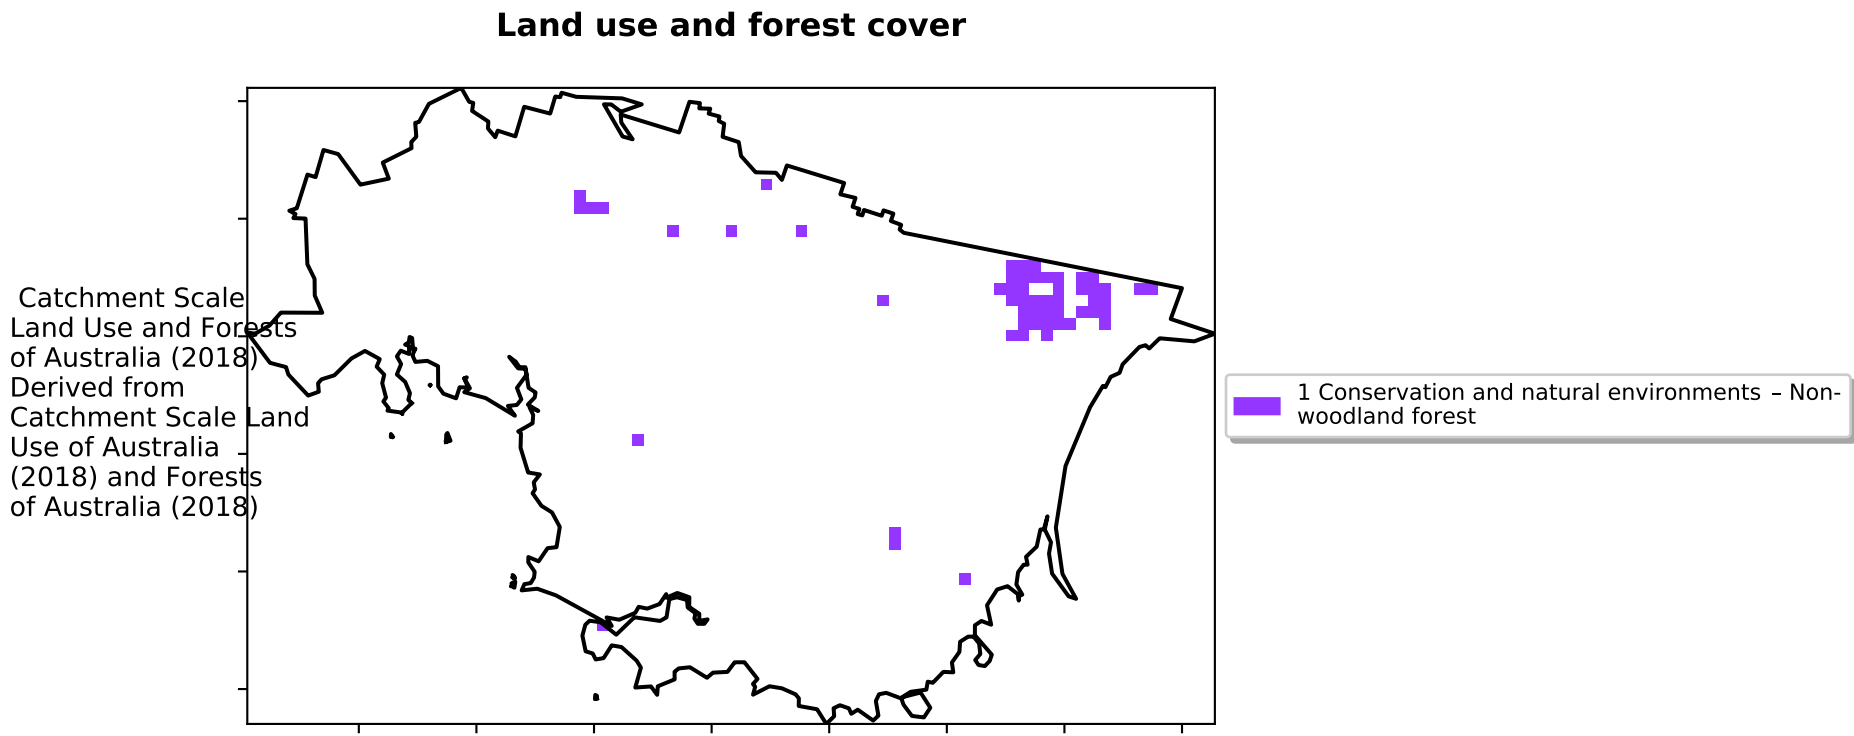 Land use and forest cover
Catchment Scale
Land Use and Forests
of Australia (2018)
Derived from
Catchment Scale Land
Use of Australia
(2018) and Forests
of Australia (2018)
1 Conservation and natural environments – Non-
woodland forest